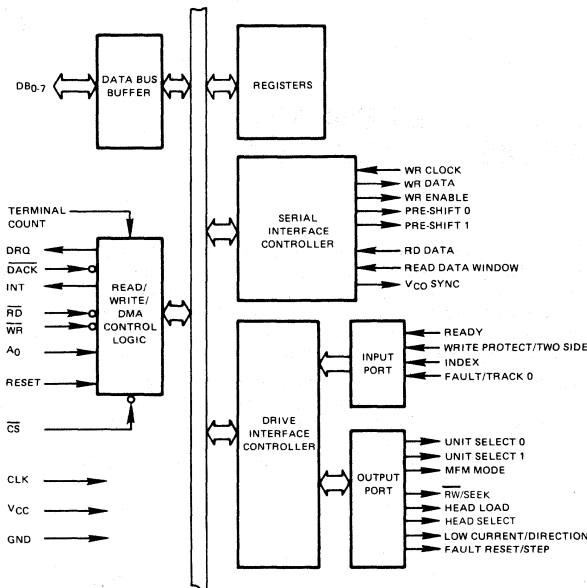 DB0-7
DATA BUS
BUFFER
REGISTERS
TERMINAL
COUNT
DRQ
DACK
INT
RD
WR
A0
RESET
CS
CLK
VCC
GND
READ/
WRITE/
DMA
CONTROL
LOGIC
SERIAL
INTERFACE
CONTROLLER
WR CLOCK
WR DATA
WR ENABLE
PRE-SHIFT 0
PRE-SHIFT 1
RD DATA
READ DATA WINDOW
VCO SYNC
DRIVE
INTERFACE
CONTROLLER
INPUT
PORT
READY
WRITE PROTECT/TWO SIDE
INDEX
FAULT/TRACK 0
OUTPUT
PORT
UNIT SELECT 0
UNIT SELECT 1
MFM MODE
RW/SEEK
HEAD LOAD
HEAD SELECT
LOW CURRENT/DIRECTION
FAULT RESET/STEP